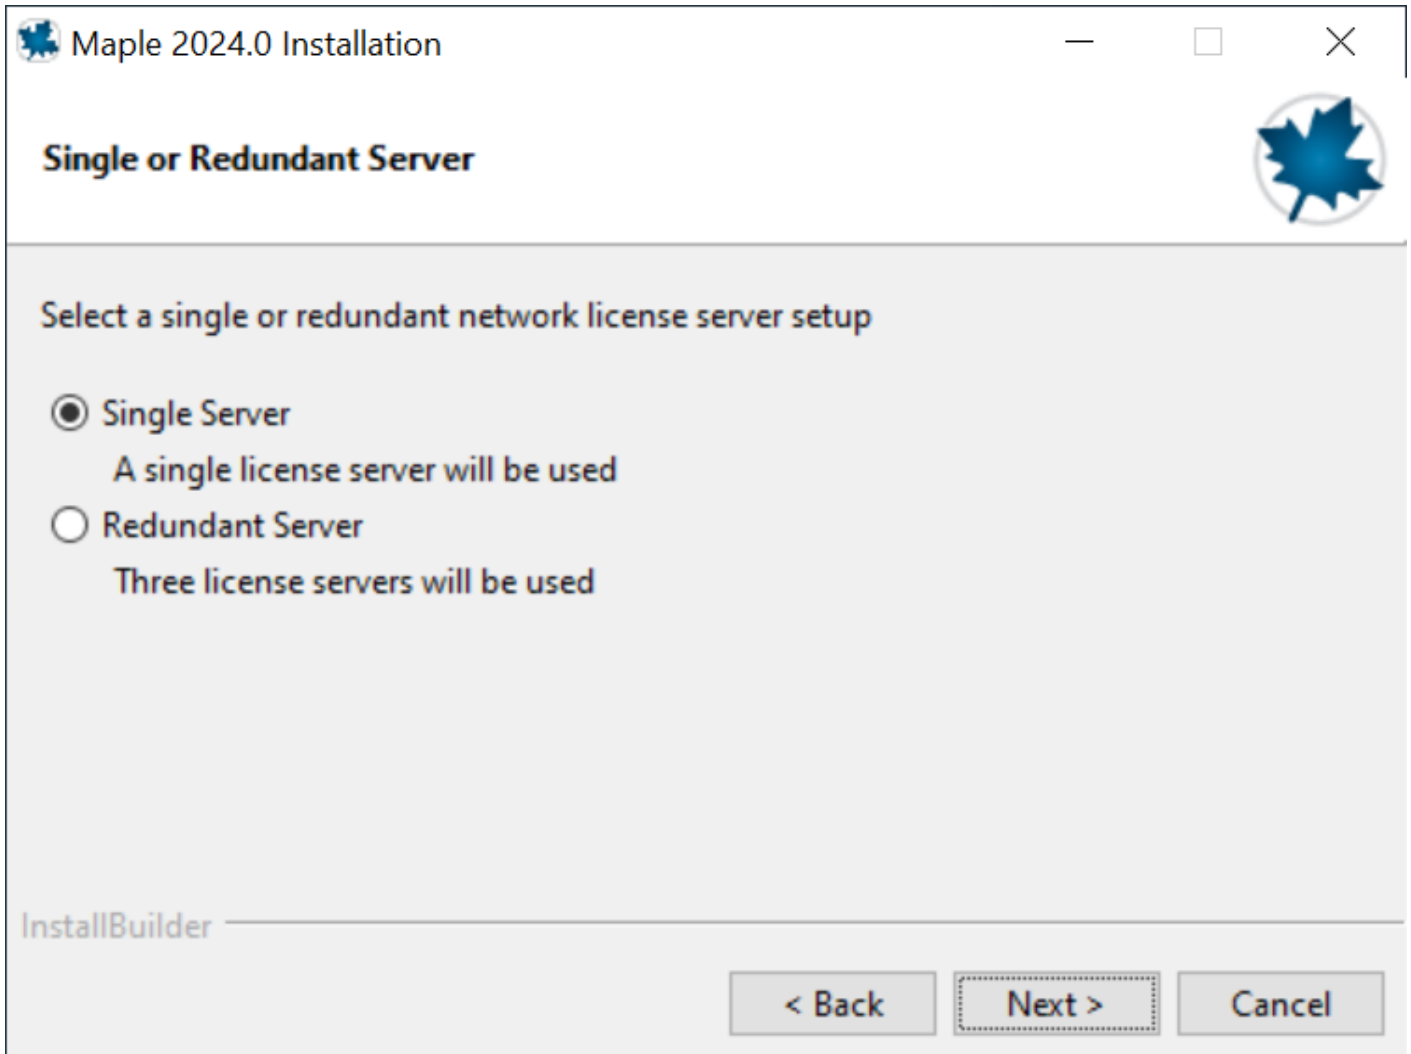 Maple 2024.0 Installation
Single or Redundant Server
Select a single or redundant network license server setup
Single Server
A single license server will be used
Redundant Server
Three license servers will be used
InstallBuilder
< Back Next > Cancel